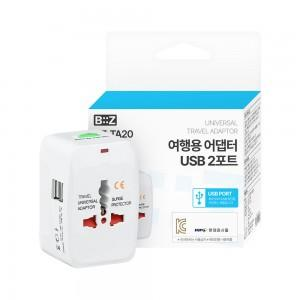 B::Z
TA20
UNIVERSAL
TRAVEL ADAPTOR
여행용 어댑터
USB 2포트
USB PORT
TRAVEL
UNIVERSAL
ADAPTOR
CE
SURGE
PROTECTOR